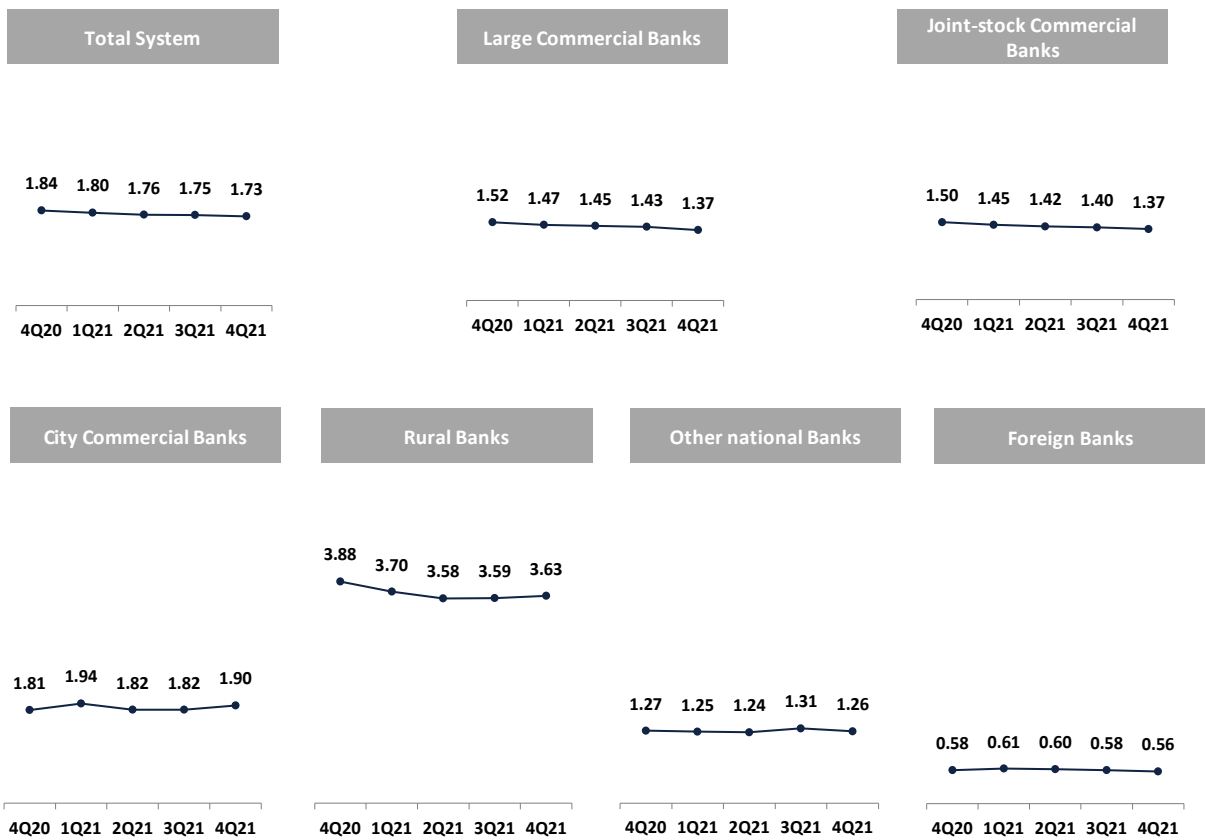 Total System
Large Commercial Banks
Joint-stock Commercial
Banks
1.84 1.80 1.76 1.75 1.73
4Q20 1Q21 2Q21 3Q21 4Q21
1.52 1.47 1.45 1.43 1.37
4Q20 1Q21 2Q21 3Q21 4Q21
1.50 1.45 1.42 1.40 1.37
4Q20 1Q21 2Q21 3Q21 4Q21
City Commercial Banks
Rural Banks
Other national Banks
Foreign Banks
1.81 1.94 1.82 1.82 1.90
4Q20 1Q21 2Q21 3Q21 4Q21
3.88 3.70 3.58 3.59 3.63
4Q20 1Q21 2Q21 3Q21 4Q21
1.27 1.25 1.24 1.31 1.26
4Q20 1Q21 2Q21 3Q21 4Q21
0.58 0.61 0.60 0.58 0.56
4Q20 1Q21 2Q21 3Q21 4Q21